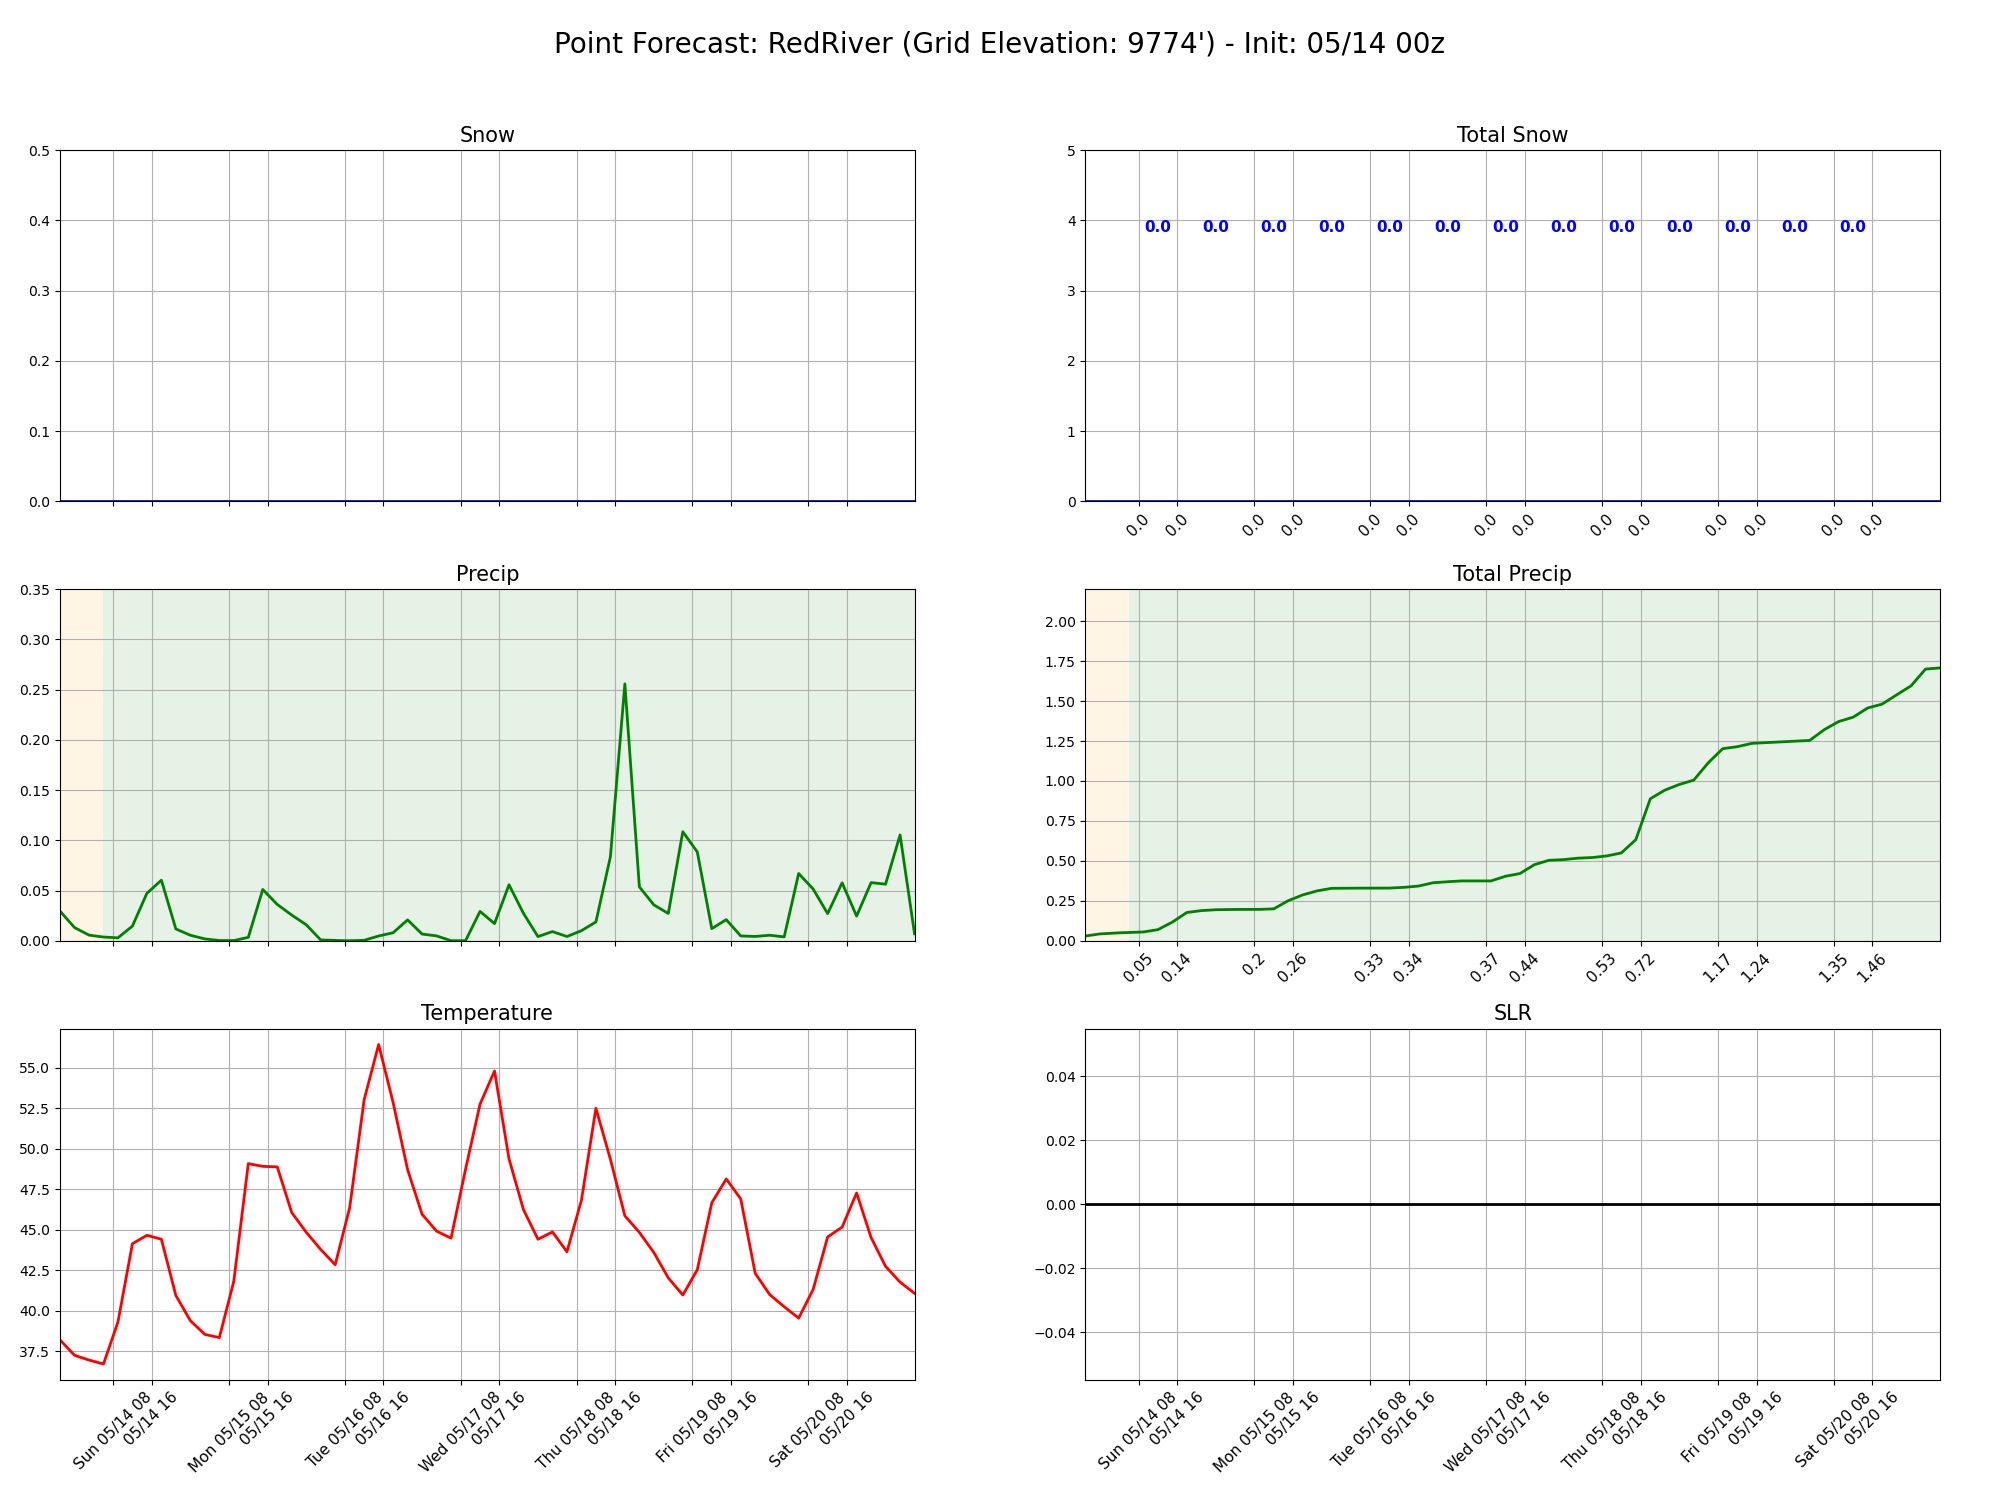 Point Forecast: RedRiver (Grid Elevation: 9774') - Init: 05/14 00z
Snow
0.5
0.4
0.3
0.2
0.1
0.0
Total Snow
5
4
3
2
1
0
0.0 0.0 0.0 0.0 0.0 0.0 0.0 0.0 0.0 0.0 0.0 0.0 0.0
0.0 0.0 0.0 0.0 0.0 0.0 0.0 0.0 0.0 0.0 0.0 0.0 0.0 0.0
Precip
0.35
0.30
0.25
0.20
0.15
0.10
0.05
0.00
Total Precip
2.00
1.75
1.50
1.25
1.00
0.75
0.50
0.25
0.00
0.05 0.14 0.2 0.26 0.33 0.34 0.37 0.44 0.53 0.72 1.17 1.24 1.35 1.46
Temperature
55.0
52.5
50.0
47.5
45.0
42.5
40.0
37.5
Sun 05/14 08
05/14 16
Mon 05/15 08
05/15 16
Tue 05/16 08
05/16 16
Wed 05/17 08
05/17 16
Thu 05/18 08
05/18 16
Fri 05/19 08
05/19 16
Sat 05/20 08
05/20 16
SLR
0.04
0.02
0.00
−0.02
−0.04
Sun 05/14 08
05/14 16
Mon 05/15 08
05/15 16
Tue 05/16 08
05/16 16
Wed 05/17 08
05/17 16
Thu 05/18 08
05/18 16
Fri 05/19 08
05/19 16
Sat 05/20 08
05/20 16